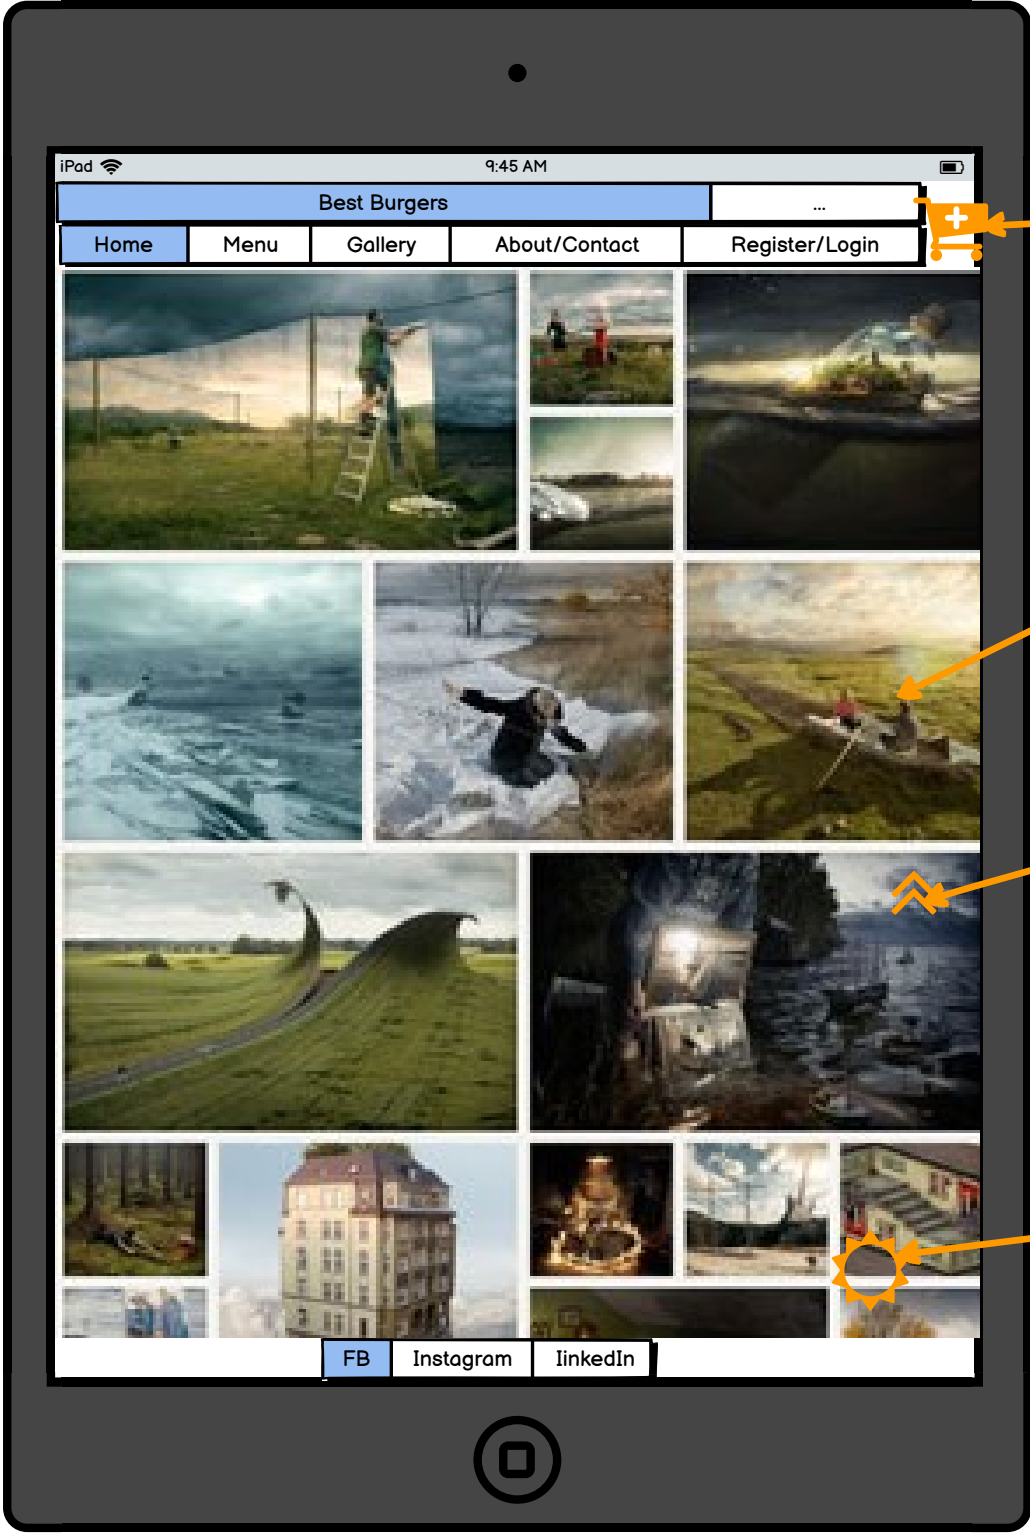 iPad 9:45 AM
Best Burgers ...
Home Menu Gallery About/Contact Register/Login
FB Instagram linkedIn